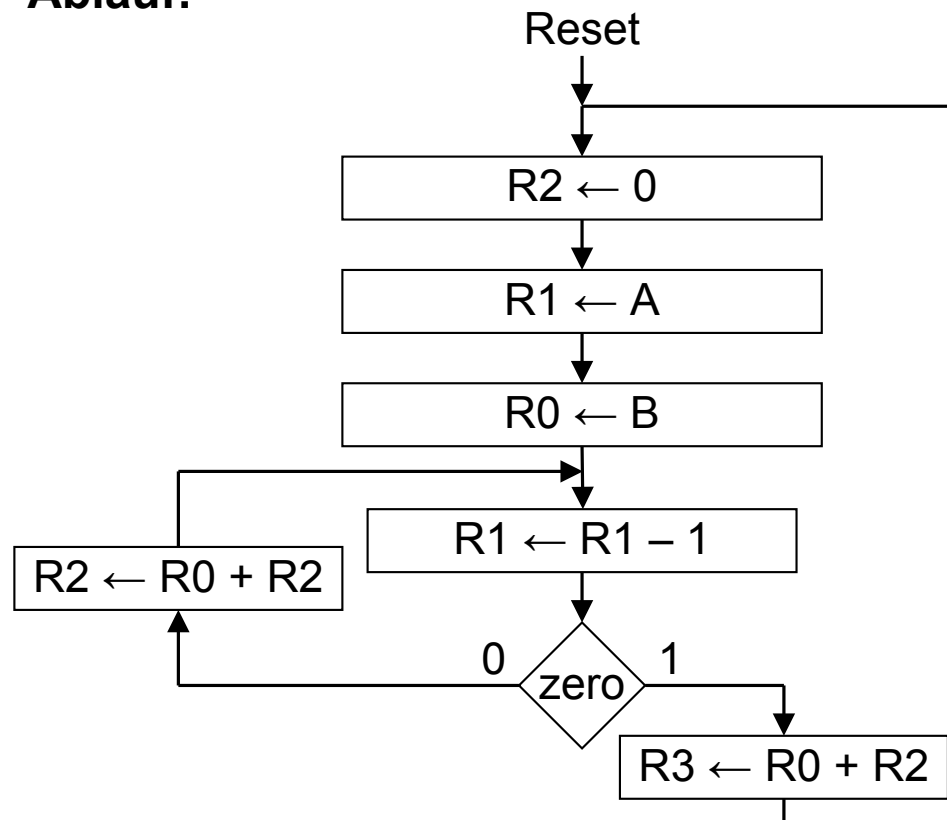 Ablauf:
Reset
R2 ← 0
R1 ← A
R0 ← B
R1 ← R1 – 1
R2 ← R0 + R2
0
1
zero
R3 ← R0 + R2